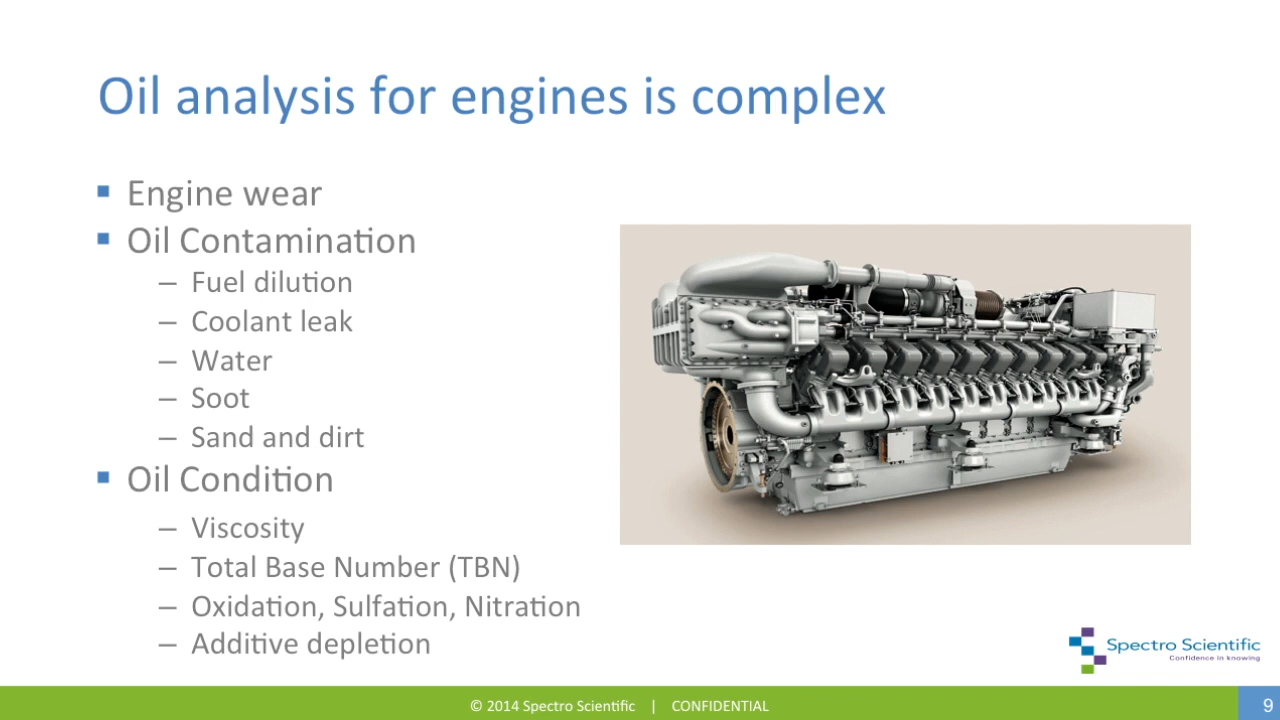 Oil analysis for engines is complex
Engine wear
Oil Contamination
– Fuel dilution
– Coolant leak
– Water
– Soot
– Sand and dirt
Oil Condition
– Viscosity
– Total Base Number (TBN)
– Oxidation, Sulfation, Nitration
– Additive depletion
Spectro Scientific
Confidence in knowing
© 2014 Spectro Scientific | CONFIDENTIAL
9